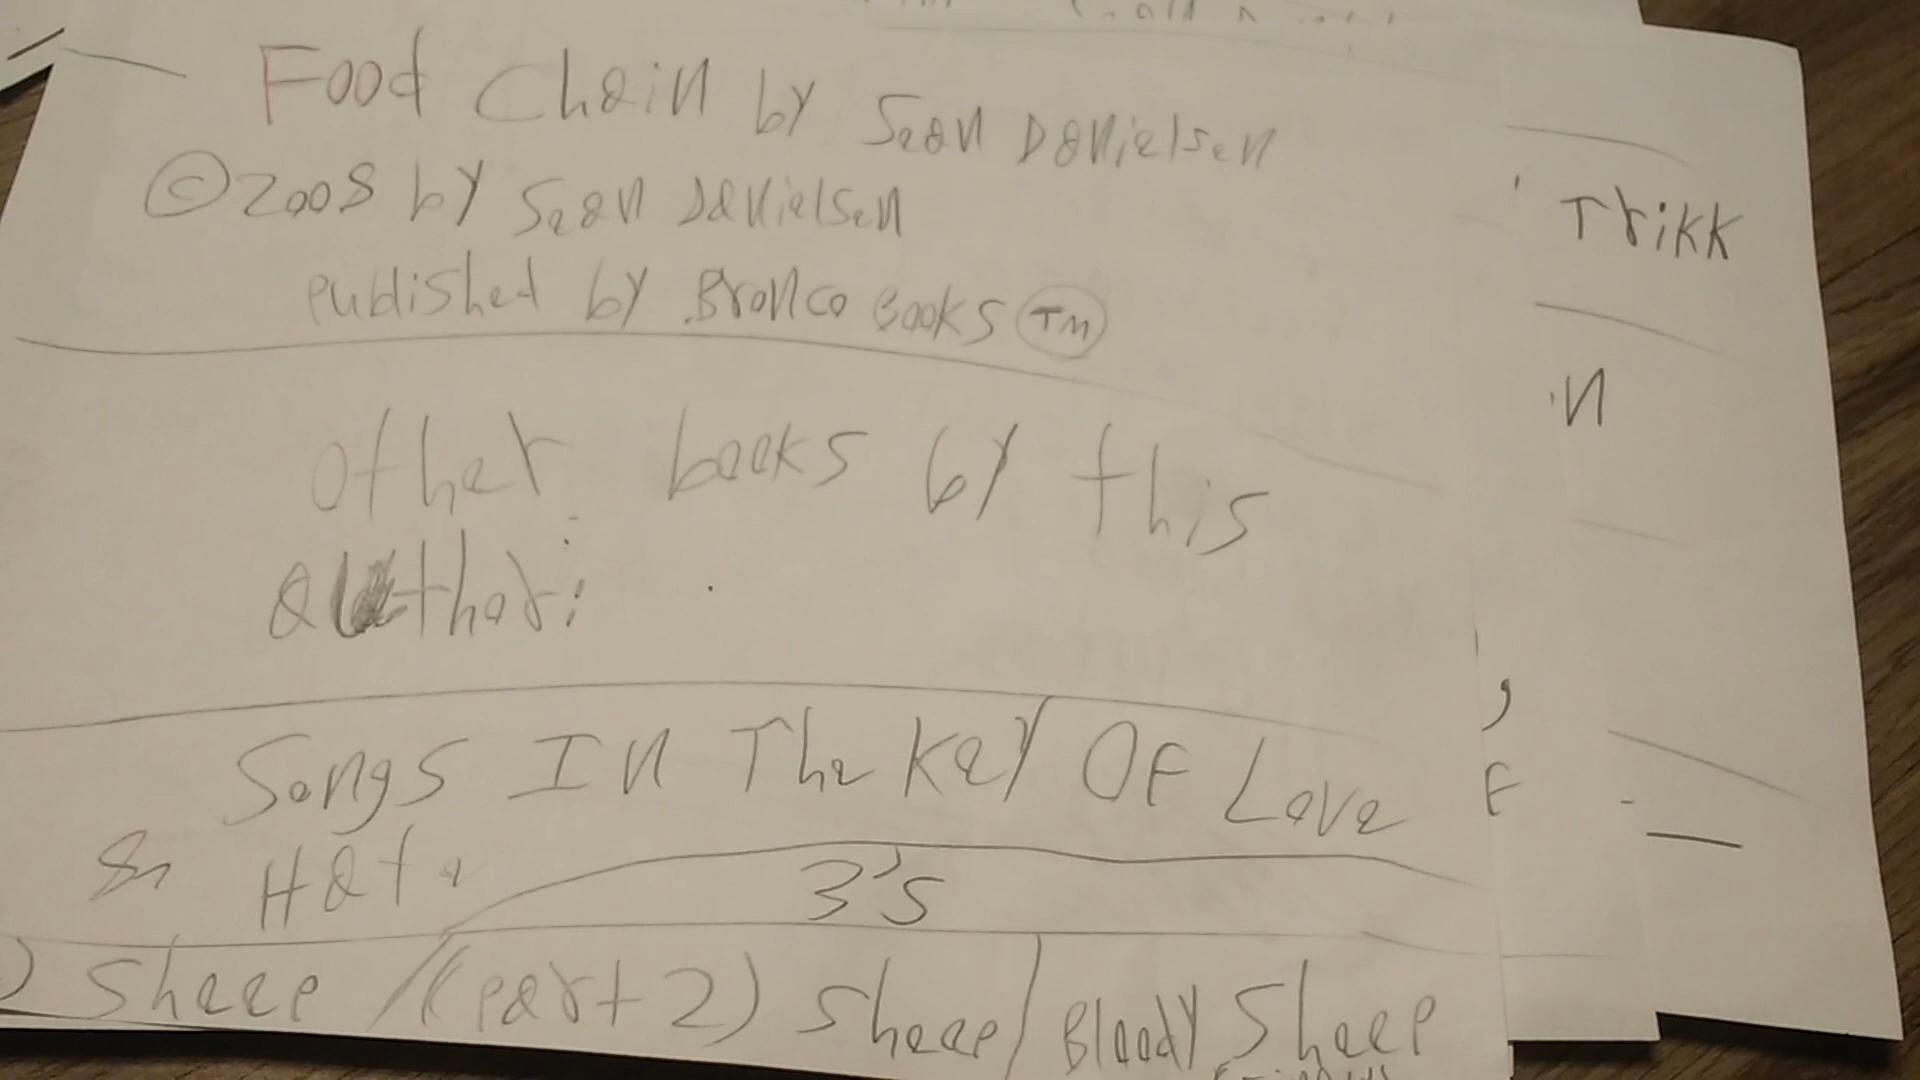 Food Chain by Sean Danielsen
©2008 by Sean Danielsen
published by Bronco Books TM
other books by this
author:
Songs In The Key Of Love
& Hate
3's
) Sheep / (part 2) Sheep / Bloody Sheep
Trikk